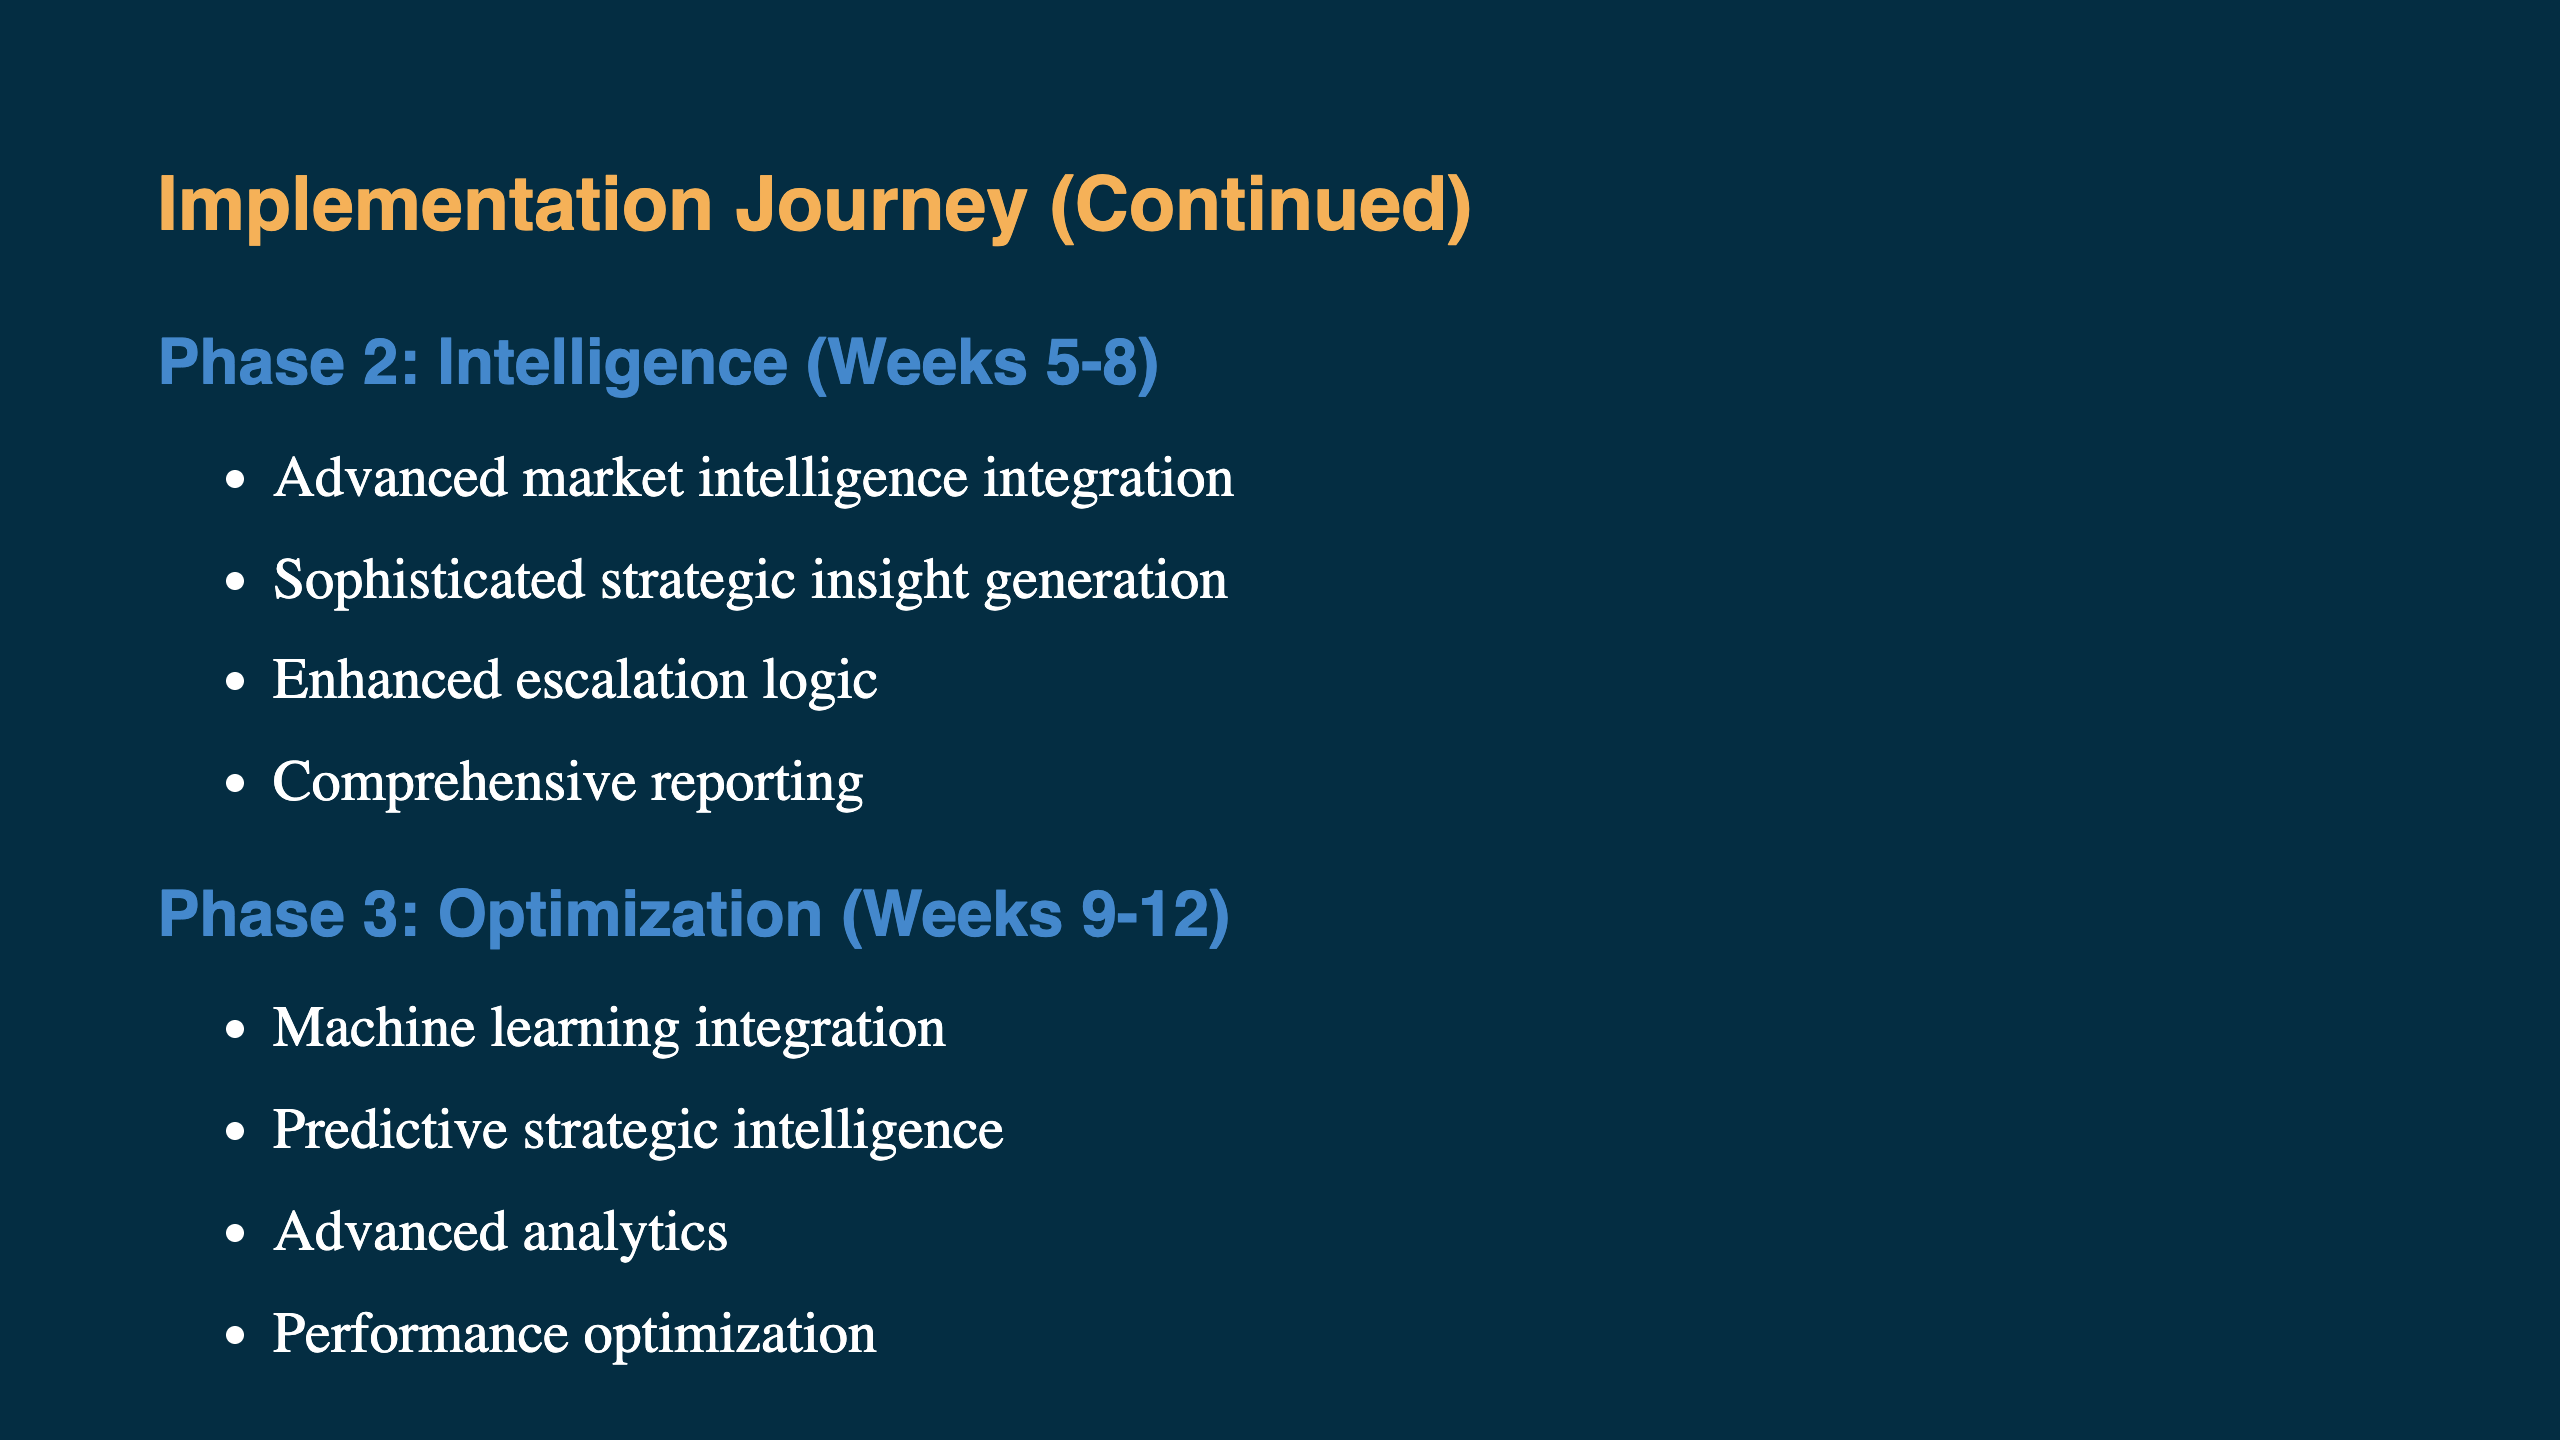 Implementation Journey (Continued)
Phase 2: Intelligence (Weeks 5-8)
• Advanced market intelligence integration
• Sophisticated strategic insight generation
• Enhanced escalation logic
• Comprehensive reporting
Phase 3: Optimization (Weeks 9-12)
• Machine learning integration
• Predictive strategic intelligence
• Advanced analytics
• Performance optimization